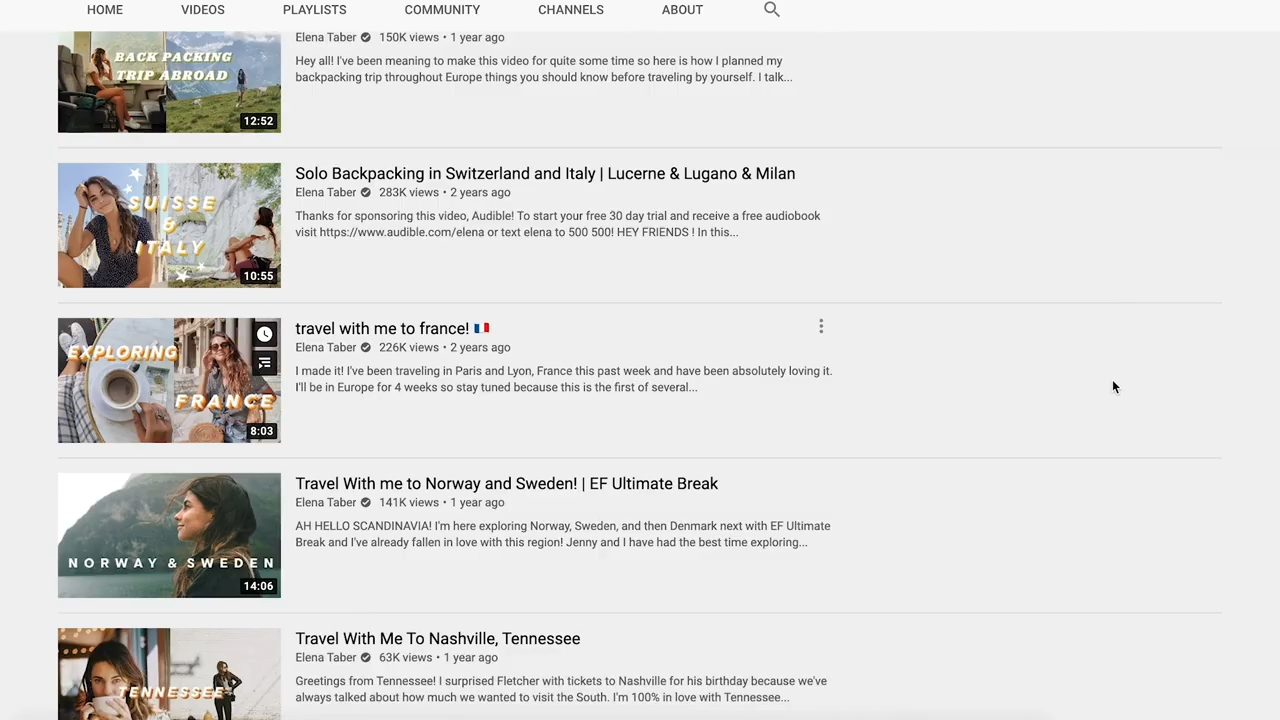 HOME VIDEOS PLAYLISTS COMMUNITY CHANNELS ABOUT
BACK PACKING
TRIP ABROAD
12:52
Elena Taber 150K views • 1 year ago
Hey all! I've been meaning to make this video for quite some time so here is how I planned my
backpacking trip throughout Europe things you should know before traveling by yourself. I talk...
SUISSE
&
ITALY
10:55
Solo Backpacking in Switzerland and Italy | Lucerne & Lugano & Milan
Elena Taber 283K views • 2 years ago
Thanks for sponsoring this video, Audible! To start your free 30 day trial and receive a free audiobook
visit https://www.audible.com/elena or text elena to 500 500! HEY FRIENDS ! In this...
EXPLORING
FRANCE
8:03
travel with me to france! 🇫🇷
Elena Taber 226K views • 2 years ago
I made it! I've been traveling in Paris and Lyon, France this past week and have been absolutely loving it.
I'll be in Europe for 4 weeks so stay tuned because this is the first of several...
NORWAY & SWEDEN
14:06
Travel With me to Norway and Sweden! | EF Ultimate Break
Elena Taber 141K views • 1 year ago
AH HELLO SCANDINAVIA! I'm here exploring Norway, Sweden, and then Denmark next with EF Ultimate
Break and I've already fallen in love with this region! Jenny and I have had the best time exploring...
TENNESSEE
Travel With Me To Nashville, Tennessee
Elena Taber 63K views • 1 year ago
Greetings from Tennessee! I surprised Fletcher with tickets to Nashville for his birthday because we've
always talked about how much we wanted to visit the South. I'm 100% in love with Tennessee...